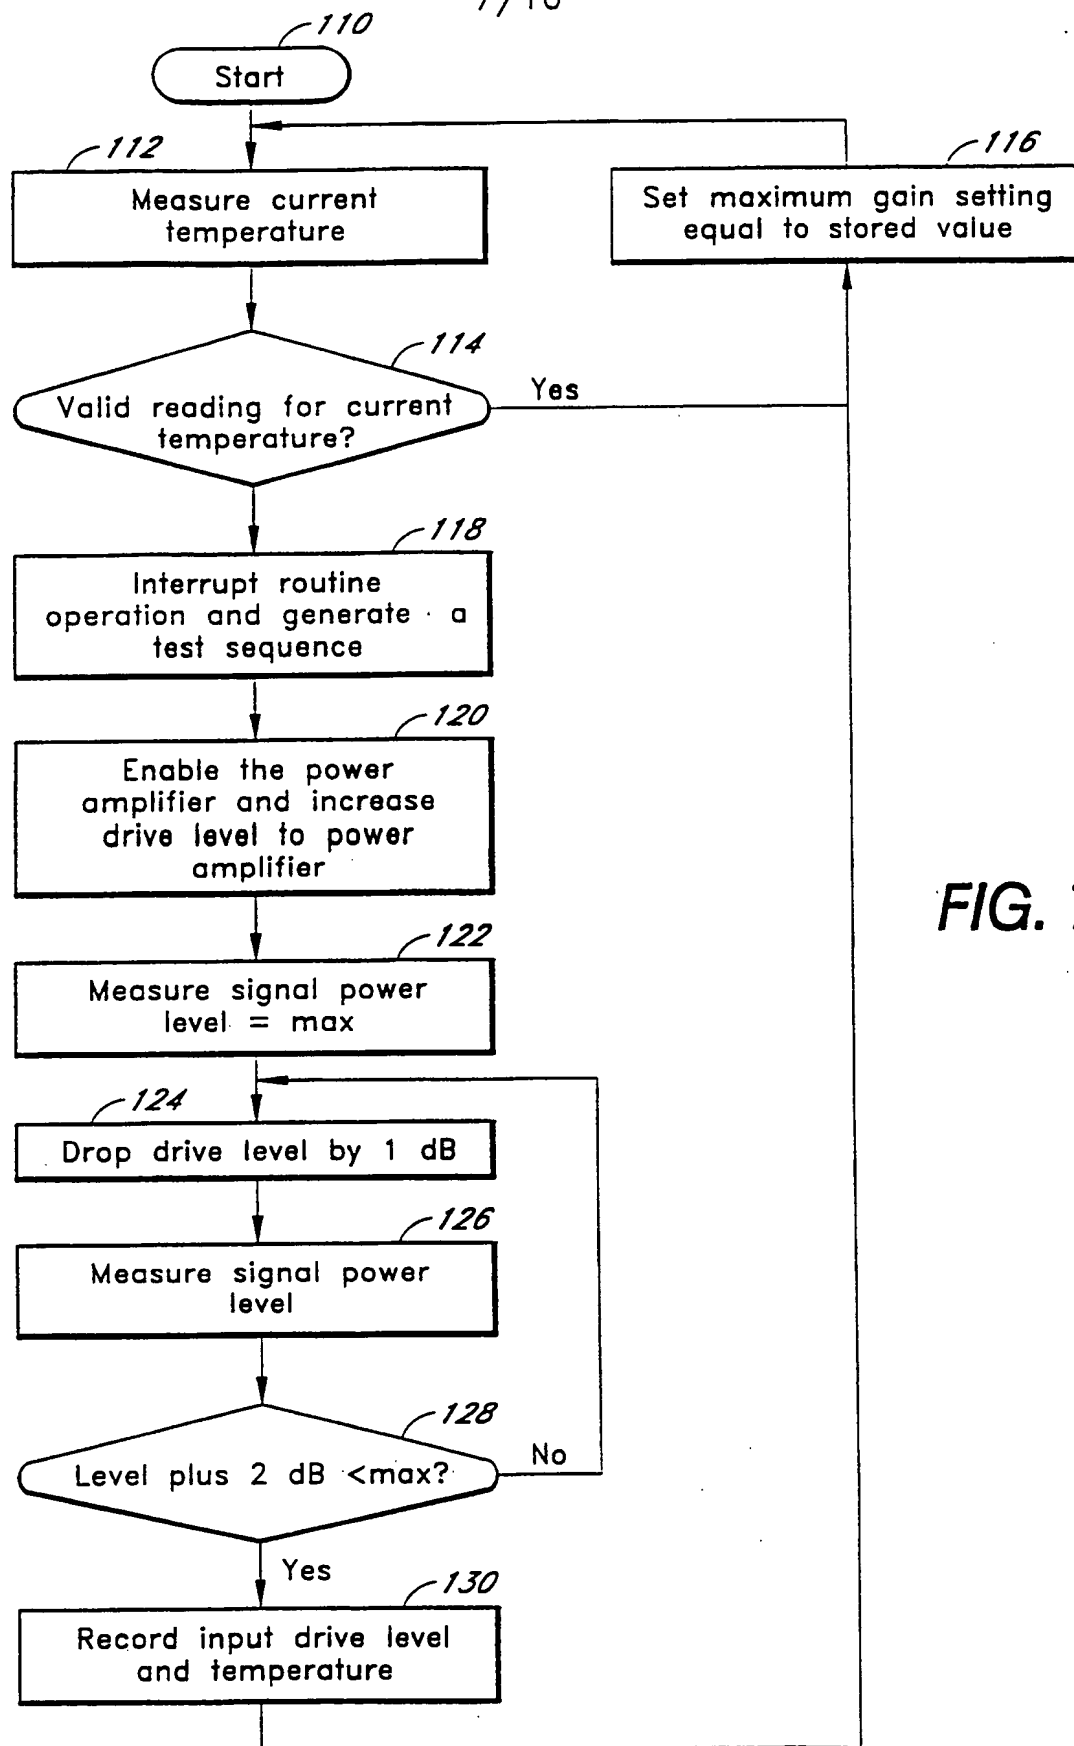 110
Start
112
Measure current
temperature
116
Set maximum gain setting
equal to stored value
114
Valid reading for current
temperature?
Yes
118
Interrupt routine
operation and generate a
test sequence
120
Enable the power
amplifier and increase
drive level to power
amplifier
FIG.
122
Measure signal power
level = max
124
Drop drive level by 1 dB
126
Measure signal power
level
128
Level plus 2 dB <max?
No
Yes
130
Record input drive level
and temperature